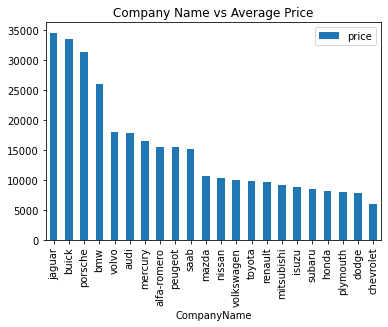 Company Name vs Average Price
price
35000
30000
25000
20000
15000
10000
5000
0
jaguar
buick
porsche
bmw
volvo
audi
mercury
alfa-romero
peugeot
saab
mazda
nissan
volkswagen
toyota
renault
mitsubishi
isuzu
subaru
honda
plymouth
dodge
chevrolet
CompanyName